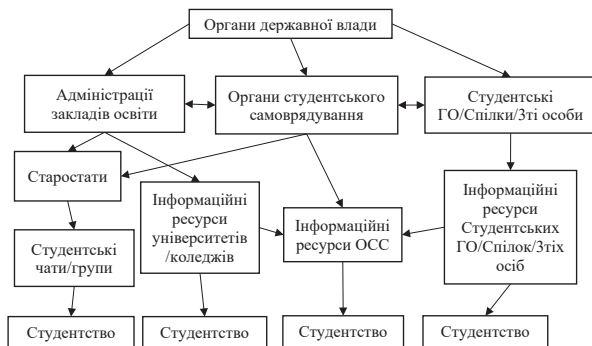 Органи державної влади
Адміністрації
закладів освіти
Органи студентського
самоврядування
Студентські
ГО/Спілки/3ті особи
Старостати
Інформаційні
ресурси
університетів
/коледжів
Інформаційні
ресурси ОСС
Інформаційні
ресурси
Студентських
ГО/Спілок/3тіх
осіб
Студентські
чати/групи
Студентство
Студентство
Студентство
Студентство